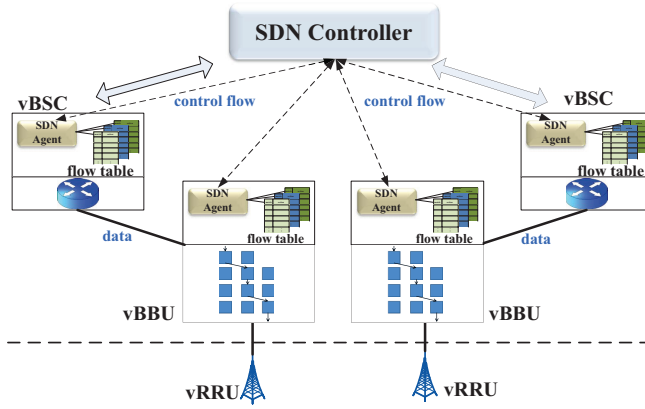 SDN Controller
vBSC
control flow
control flow
vBSC
SDN
Agent
flow table
SDN
Agent
flow table
SDN
Agent
flow table
SDN
Agent
flow table
data
data
vBBU
vBBU
vRRU
vRRU